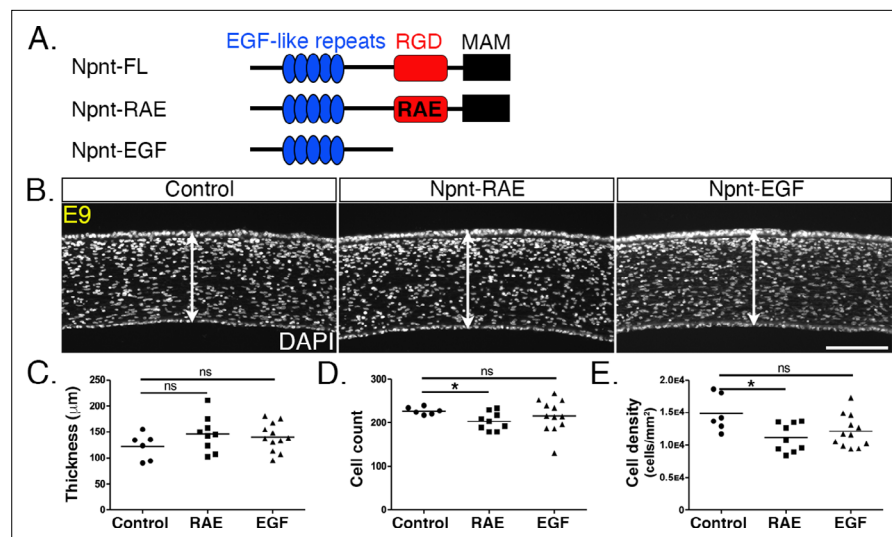 A.
EGF-like repeats RGD MAM
Npnt-FL
Npnt-RAE RAE
Npnt-EGF
B. Control Npnt-RAE Npnt-EGF
E9
DAPI
C. D. E.
Thickness (μm)
250
200
150
100
50
0
ns
ns
Control RAE EGF
Cell count
300
200
100
0
ns
*
Control RAE EGF
Cell density
(cells/mm²)
2.0E4
1.5E4
1.0E4
5.0E4
0
ns
*
Control RAE EGF